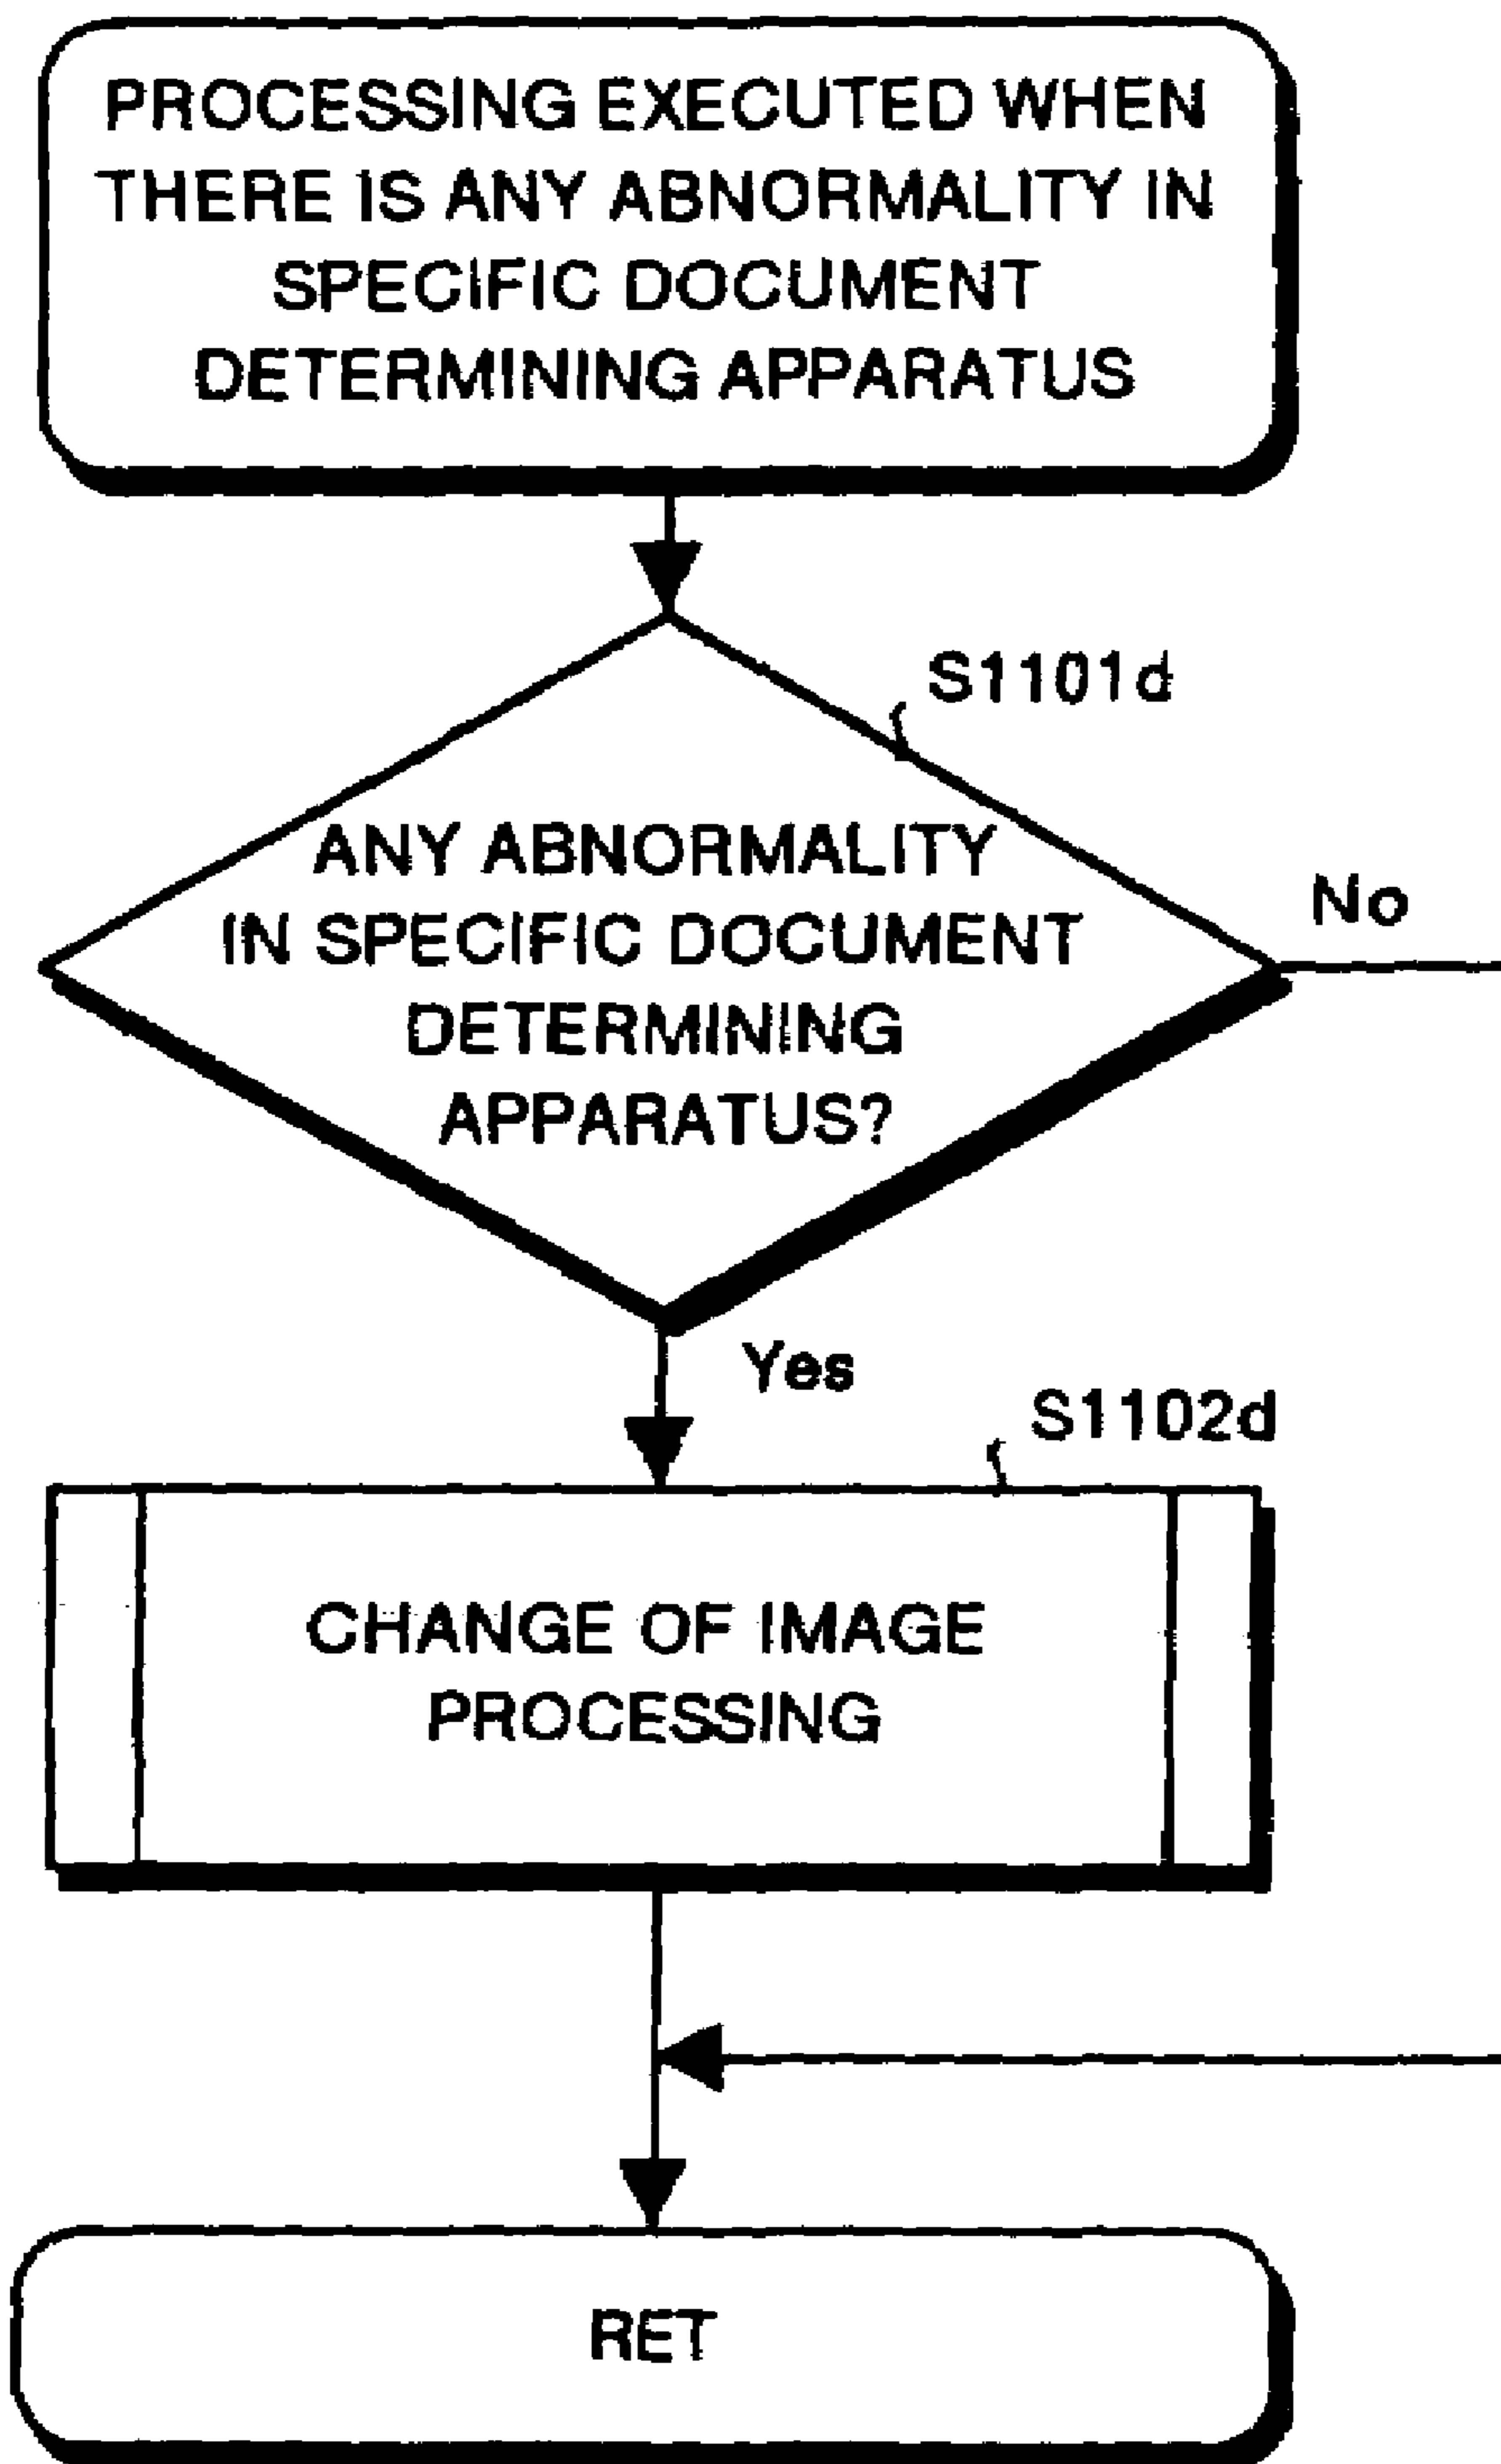 PROCESSING EXECUTED WHEN
THERE IS ANY ABNORMALITY IN
SPECIFIC DOCUMENT
DETERMINING APPARATUS
S1101d
ANY ABNORMALITY
IN SPECIFIC DOCUMENT
DETERMINING
APPARATUS?
No
Yes
S1102d
CHANGE OF IMAGE
PROCESSING
RET